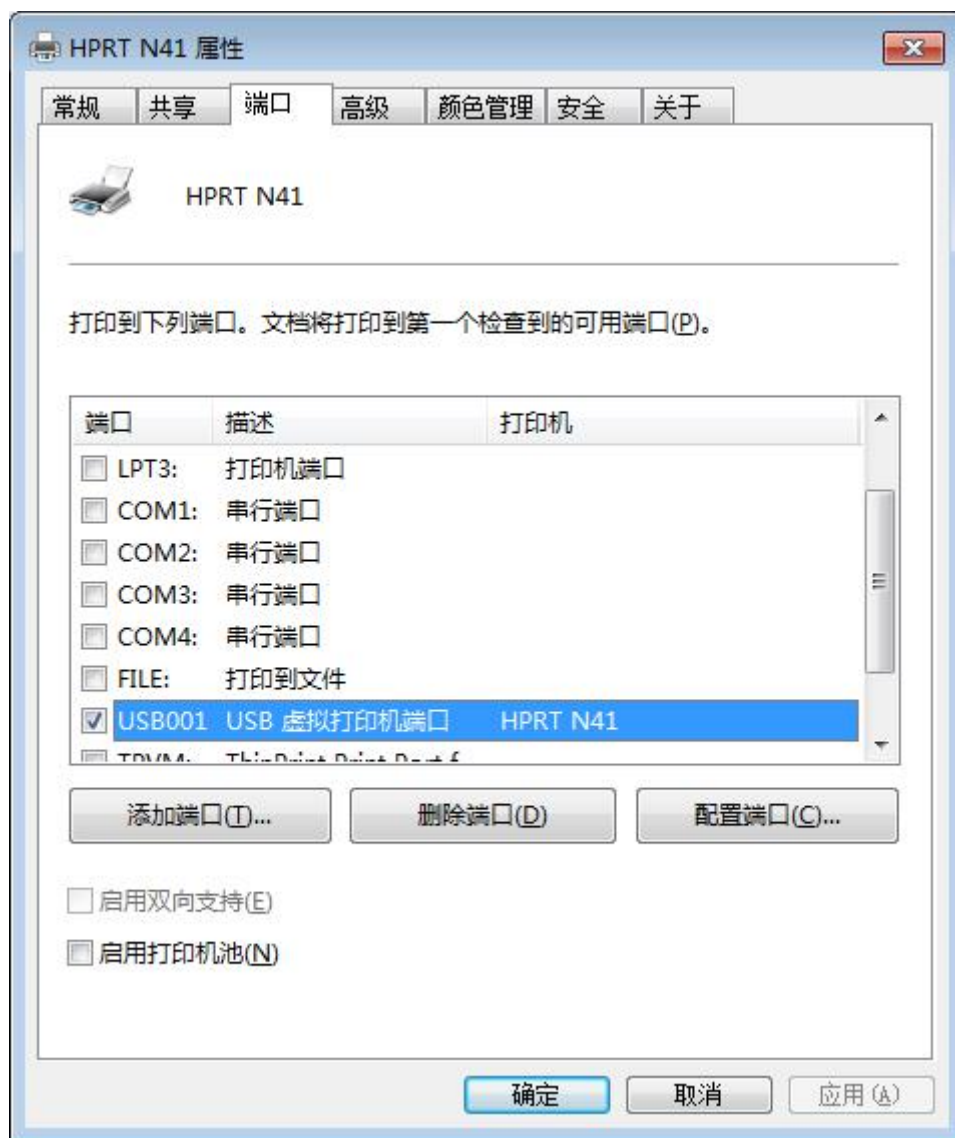 HPRT N41 属性
常规 共享 端口 高级 颜色管理 安全 关于
HPRT N41
打印到下列端口。文档将打印到第一个检查到的可用端口(P)。
端口 描述 打印机
LPT3: 打印机端口
COM1: 串行端口
COM2: 串行端口
COM3: 串行端口
COM4: 串行端口
FILE: 打印到文件
USB001 USB 虚拟打印机端口 HPRT N41
TPVM: ThinPrint Print Port f
添加端口(T)... 删除端口(D) 配置端口(C)...
启用双向支持(E)
启用打印机池(N)
确定 取消 应用(A)